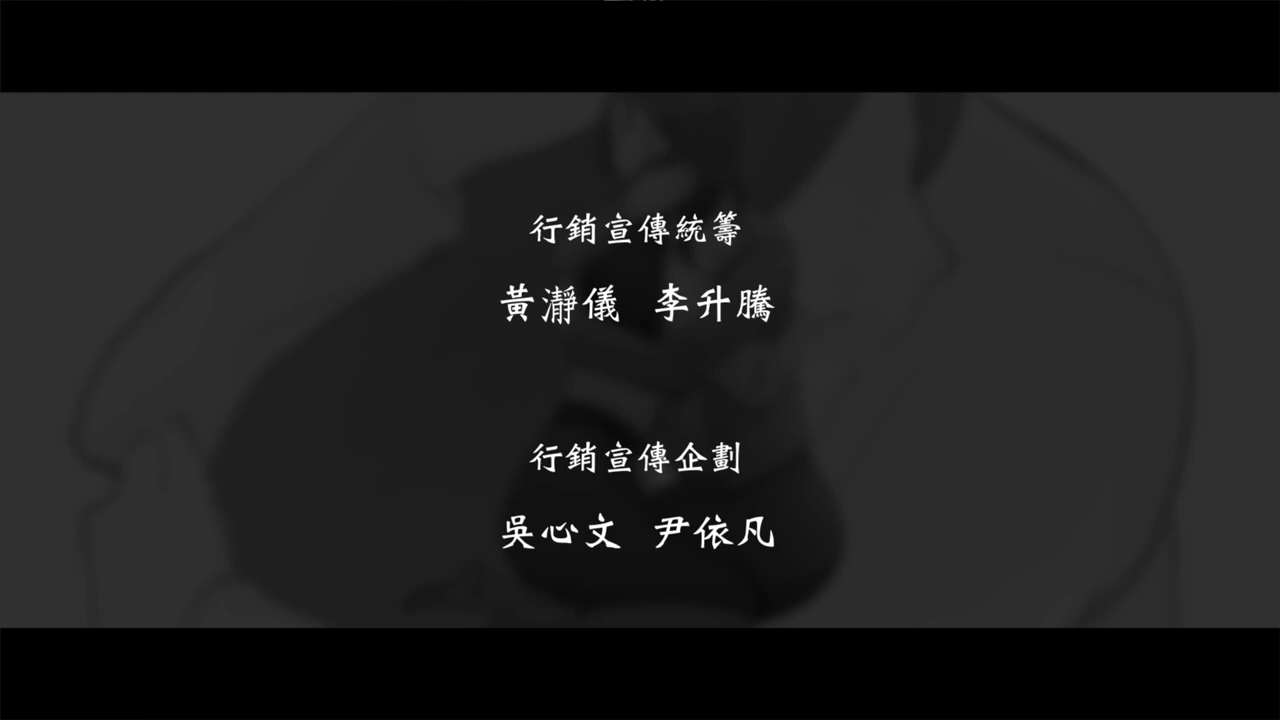 行銷宣傳統籌
黃瀞儀 李升騰
行銷宣傳企劃
吳心文 尹依凡